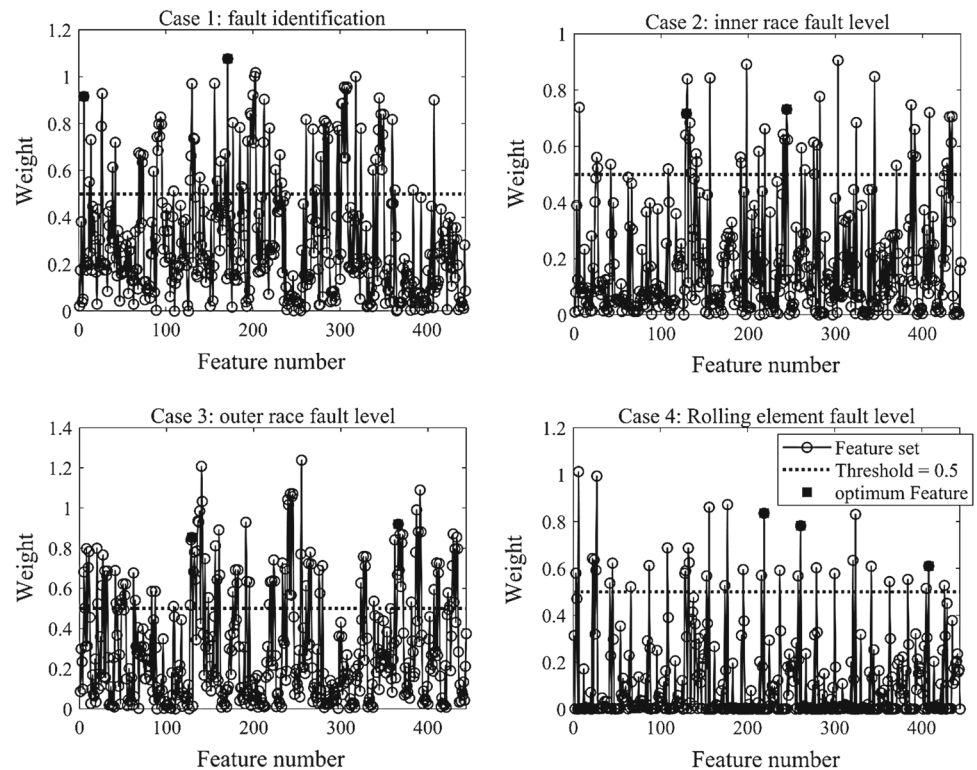 Case 1: fault identification
1.2
1
0.8
0.6
0.4
0.2
0
Weight
0 100 200 300 400
Feature number
Case 2: inner race fault level
1
0.8
0.6
0.4
0.2
0
Weight
0 100 200 300 400
Feature number
Case 3: outer race fault level
1.4
1.2
1
0.8
0.6
0.4
0.2
0
Weight
0 100 200 300 400
Feature number
Case 4: Rolling element fault level
1.2
1
0.8
0.6
0.4
0.2
0
Weight
Feature set
Threshold = 0.5
optimum Feature
0 100 200 300 400
Feature number